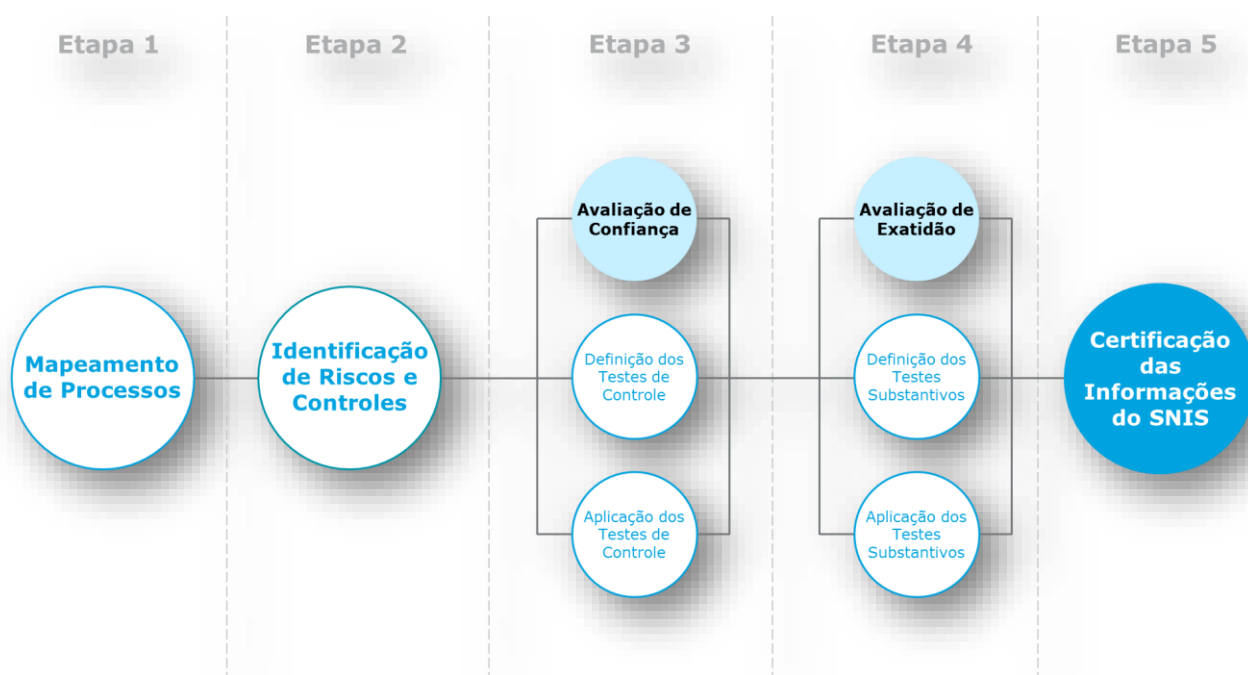 Etapa 1
Etapa 2
Etapa 3
Etapa 4
Etapa 5
Mapeamento
de Processos
Identificação
de Riscos e
Controles
Avaliação de
Confiança
Definição dos
Testes de
Controle
Aplicação dos
Testes de
Controle
Avaliação de
Exatidão
Definição dos
Testes
Substantivos
Aplicação dos
Testes
Substantivos
Certificação
das
Informações
do SNIS